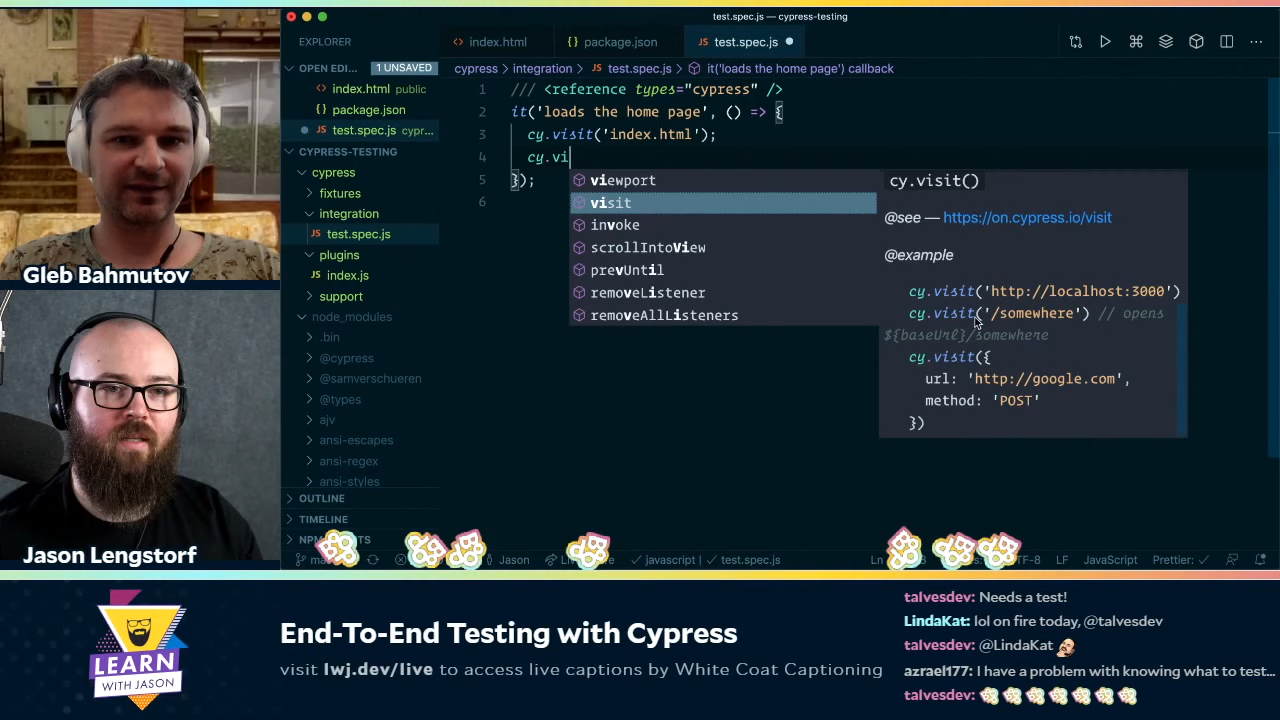 test.spec.js — cypress-testing
EXPLORER
index.html
package.json
test.spec.js
OPEN EDI...
1 UNSAVED
index.html public
package.json
test.spec.js cypr...
cypress > integration > JS test.spec.js > it('loads the home page') callback
CYPRESS-TESTING
cypress
fixtures
integration
JS test.spec.js
plugins
JS index.js
support
node_modules
.bin
@cypress
@samverschueren
@types
ajv
ansi-escapes
ansi-regex
ansi-styles
OUTLINE
TIMELINE
1 /// <reference types="cypress" />
2 it('loads the home page', () => {
3 cy.visit('index.html');
4 cy.vi
5 });
6
viewport
visit
invoke
scrollIntoView
prevUntil
removeListener
removeAllListeners
cy.visit()
@see — https://on.cypress.io/visit
@example
cy.visit('http://localhost:3000')
cy.visit('/somewhere') // opens
${baseUrl}/somewhere
cy.visit({
url: 'http://google.com',
method: 'POST'
})
Jason
javascript | test.spec.js
LF
JavaScript
Prettier:
Gleb Bahmutov
Jason Lengstorf
LEARN
WITH JASON
End-To-End Testing with Cypress
visit lwj.dev/live to access live captions by White Coat Captioning
talvesdev: Needs a test!
LindaKat: lol on fire today, @talvesdev
talvesdev: @LindaKat
azrael177: I have a problem with knowing what to test...
talvesdev: